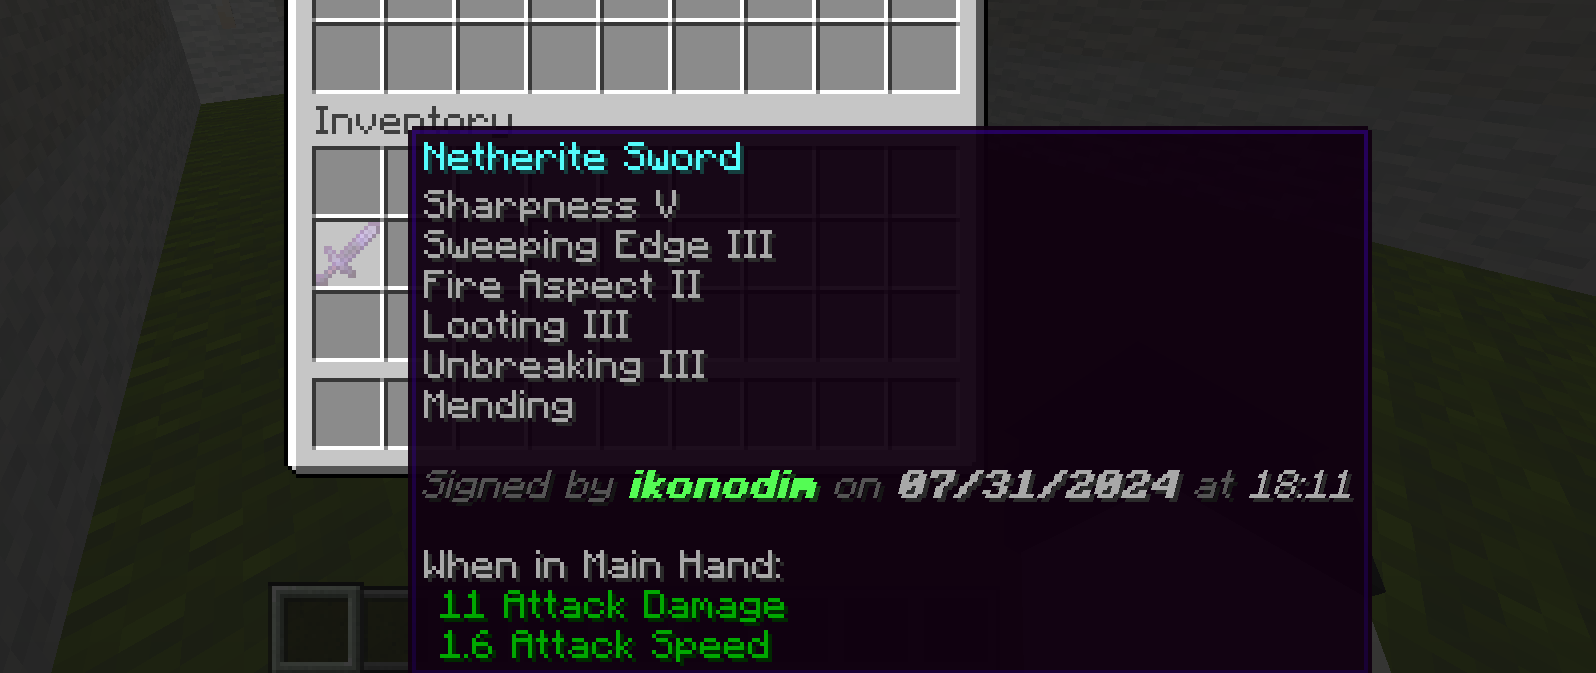 Inventory
Netherite Sword
Sharpness V
Sweeping Edge III
Fire Aspect II
Looting III
Unbreaking III
Mending
Signed by ikonodim on 07/31/2024 at 18:11
When in Main Hand:
11 Attack Damage
1.6 Attack Speed